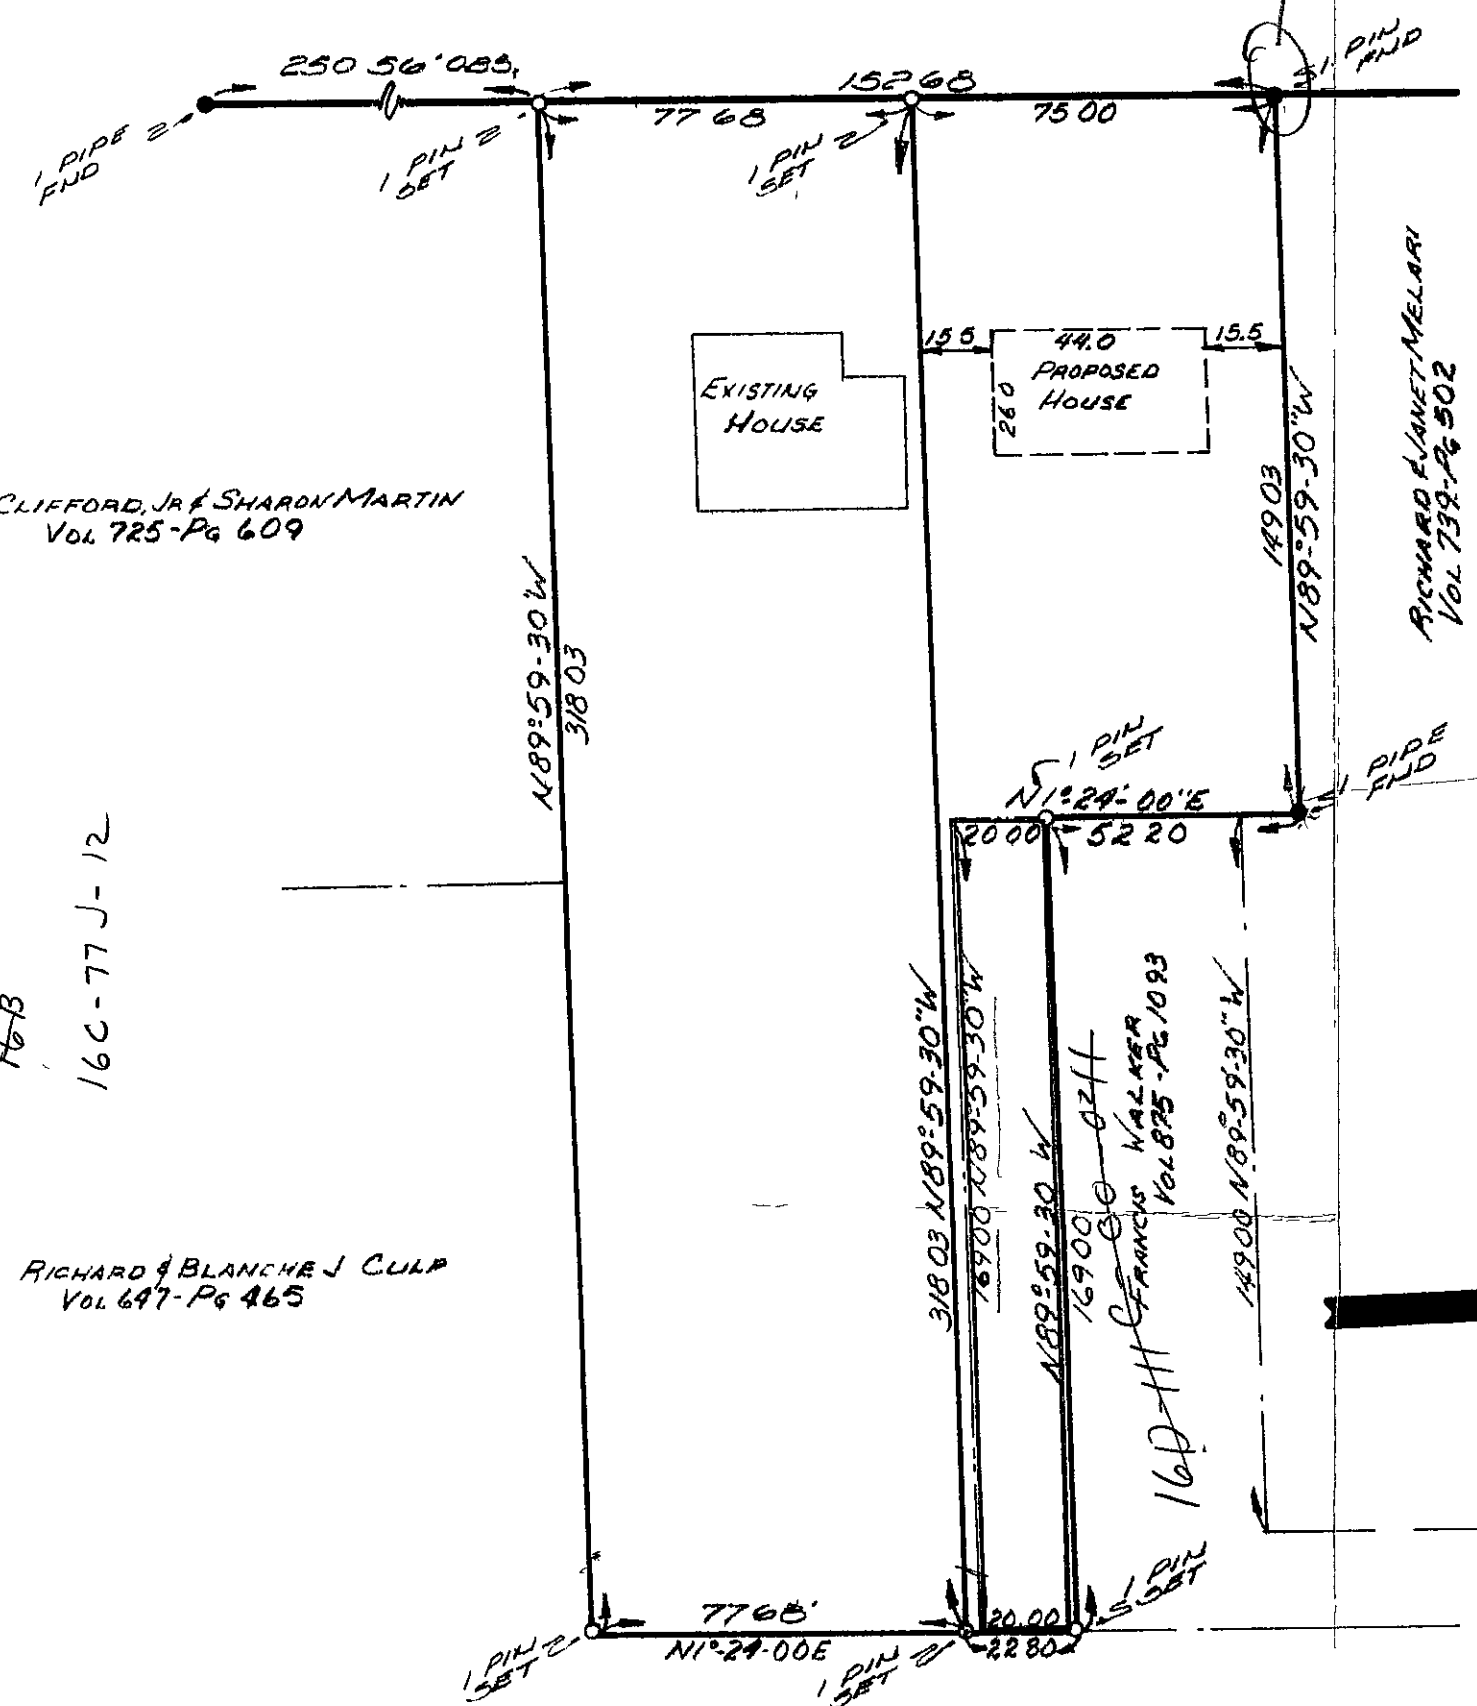 250 56' OBS.
152 68
77 68
75 00
1 PIPE
FND
1 PIN
SET
1 PIN
SET
1 PIN
FND
15 5
44.0
15.5
26 0
PROPOSED
HOUSE
EXISTING
HOUSE
RICHARD & JANET MELARI
VOL 739-PG 502
149 03
N89°-59-30"W
CLIFFORD, JR & SHARON MARTIN
VOL 725-PG 609
N89°-59-30"W
318 03
1 PIN
SET
1 PIPE
FND
N1°-24'-00"E
20 00
52 20
16B
16C-77 J-12
318 03 N89°-59-30"W
169 00 N89°-59-30"W
N89°-59-30 W
169 00
FRANCIS WALKER
VOL 875-PG 1093
149 00 N89°-59-30"W
RICHARD & BLANCHE J CULP
VOL 647-PG 465
1 PIN
SET
77 68'
N1°-24-00E
1 PIN
SET
20.00
22 80
1 PIN
SET